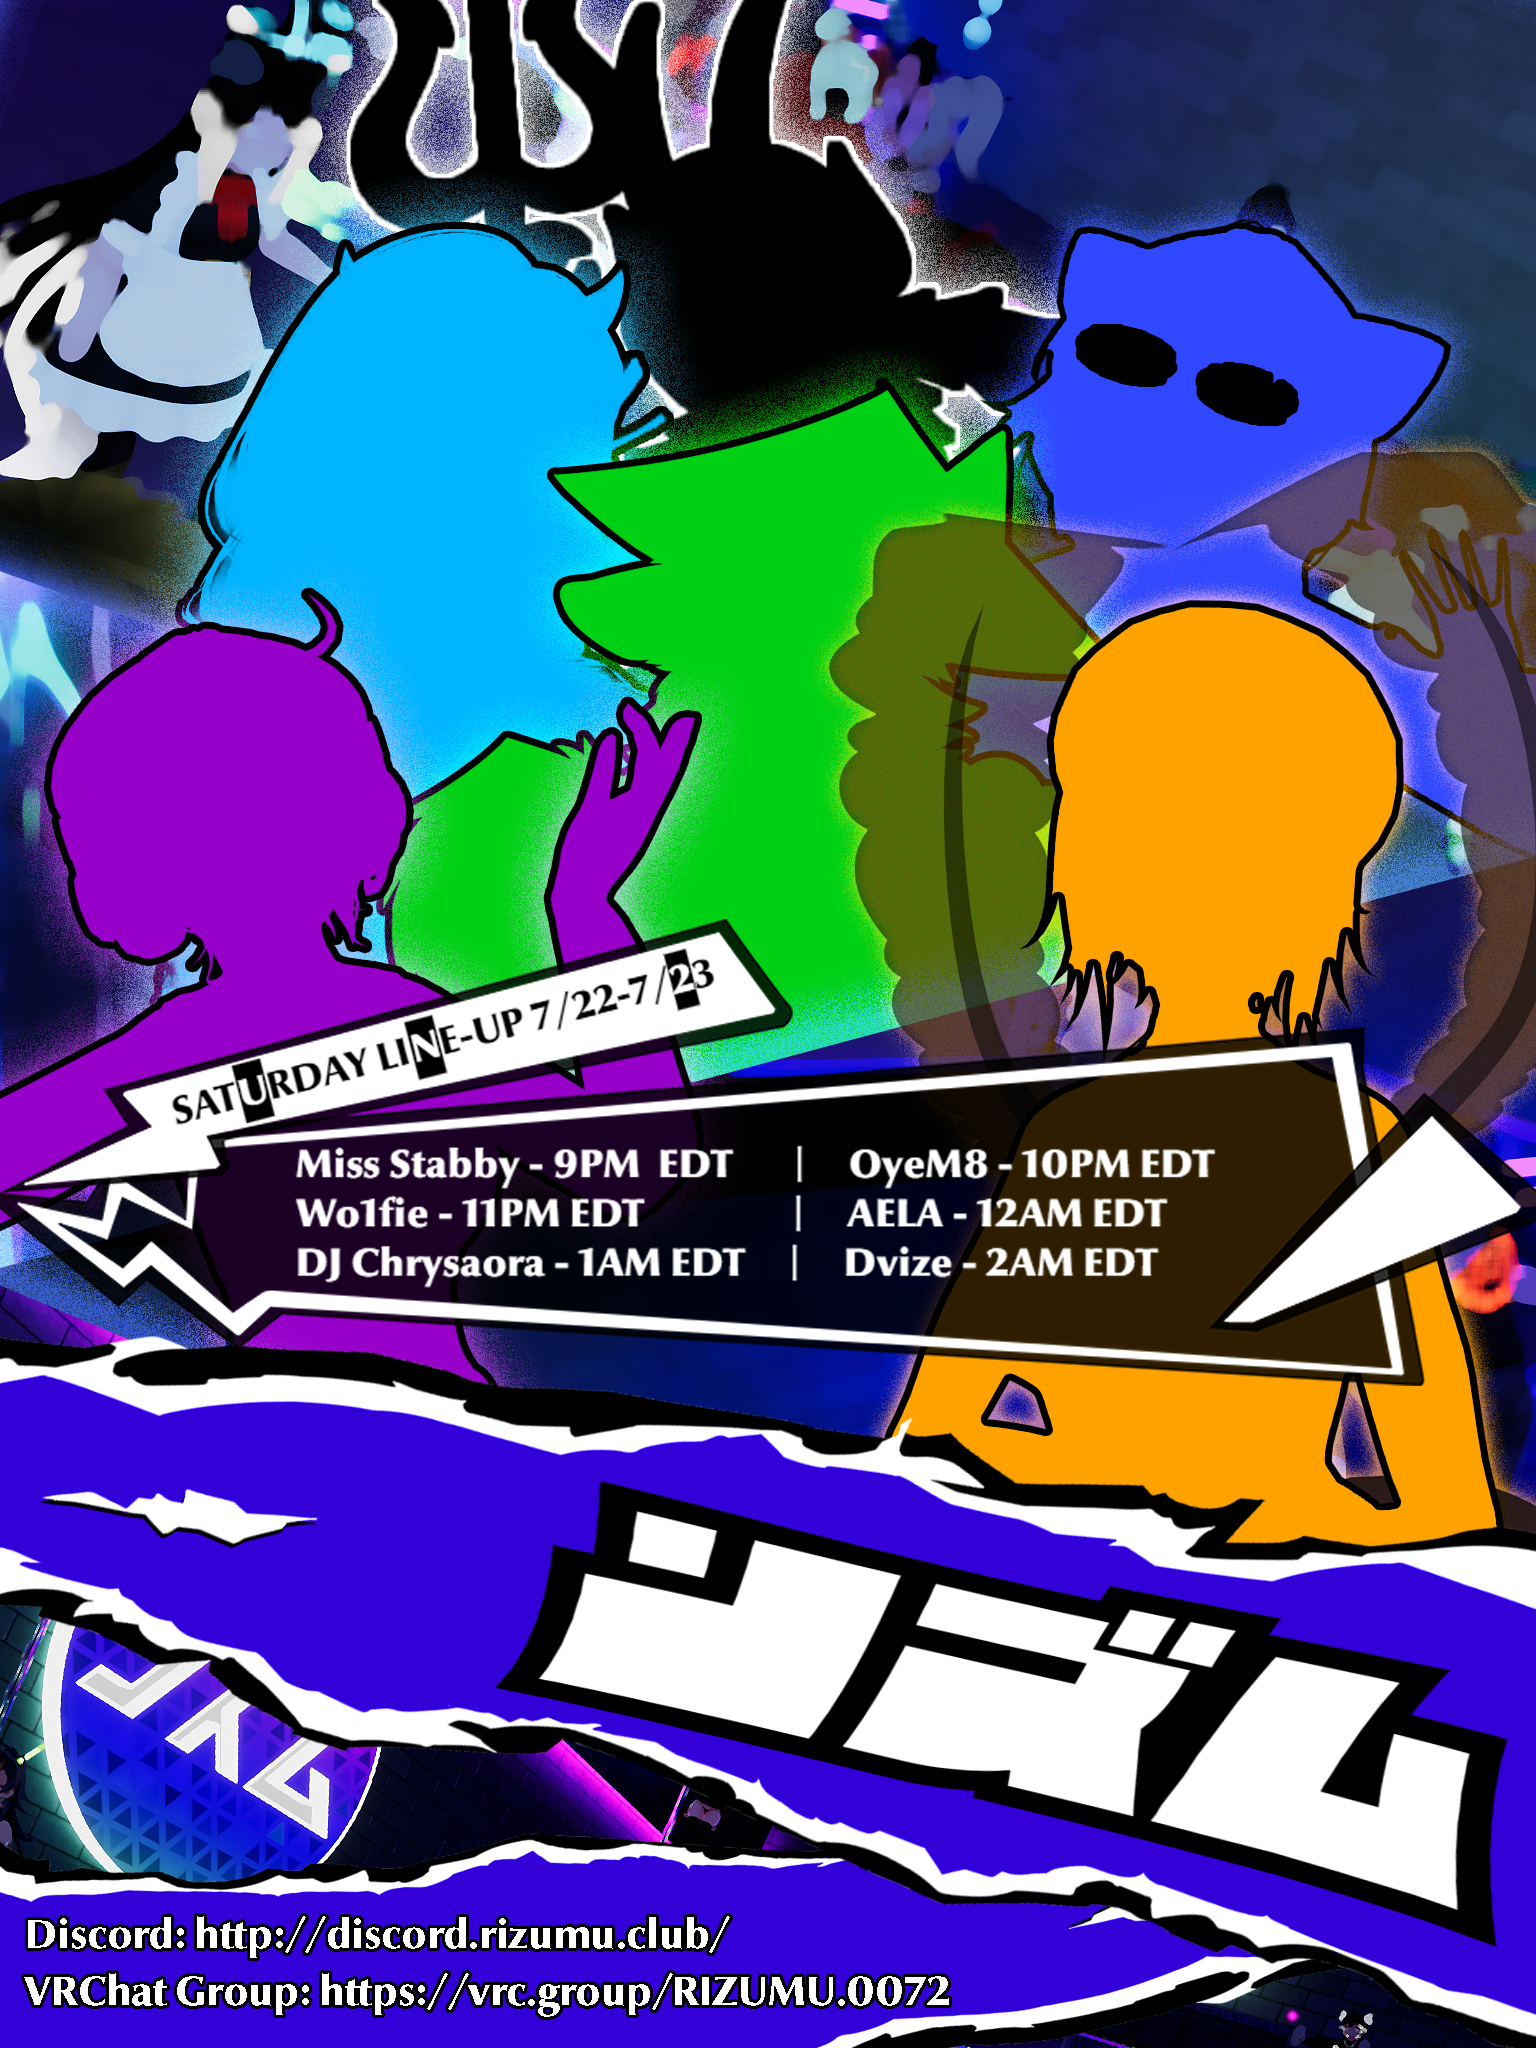 SATURDAY LINE-UP 7/22-7/23
Miss Stabby - 9PM EDT | OyeM8 - 10PM EDT
Wo1fie - 11PM EDT | AELA - 12AM EDT
DJ Chrysaora - 1AM EDT | Dvize - 2AM EDT
リズム
Discord: http://discord.rizumu.club/
VRChat Group: https://vrc.group/RIZUMU.0072